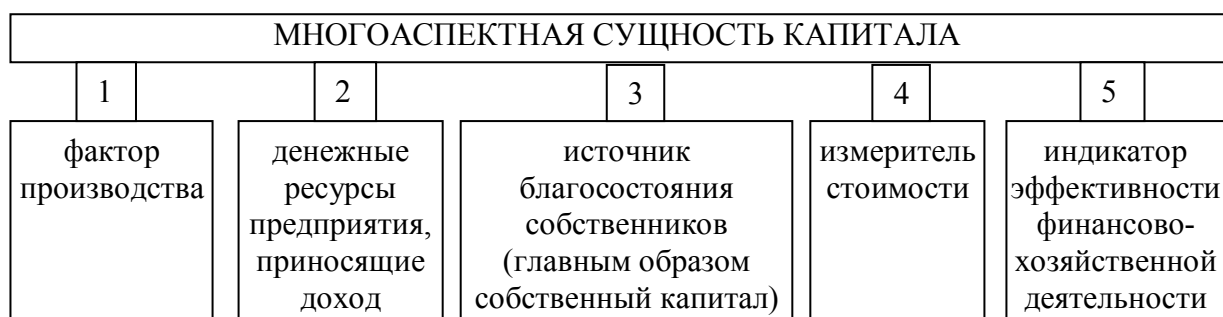 МНОГОАСПЕКТНАЯ СУЩНОСТЬ КАПИТАЛА
1
фактор
производства
2
денежные
ресурсы
предприятия,
приносящие
доход
3
источник
благосостояния
собственников
(главным образом
собственный капитал)
4
измеритель
стоимости
5
индикатор
эффективности
финансово-
хозяйственной
деятельности